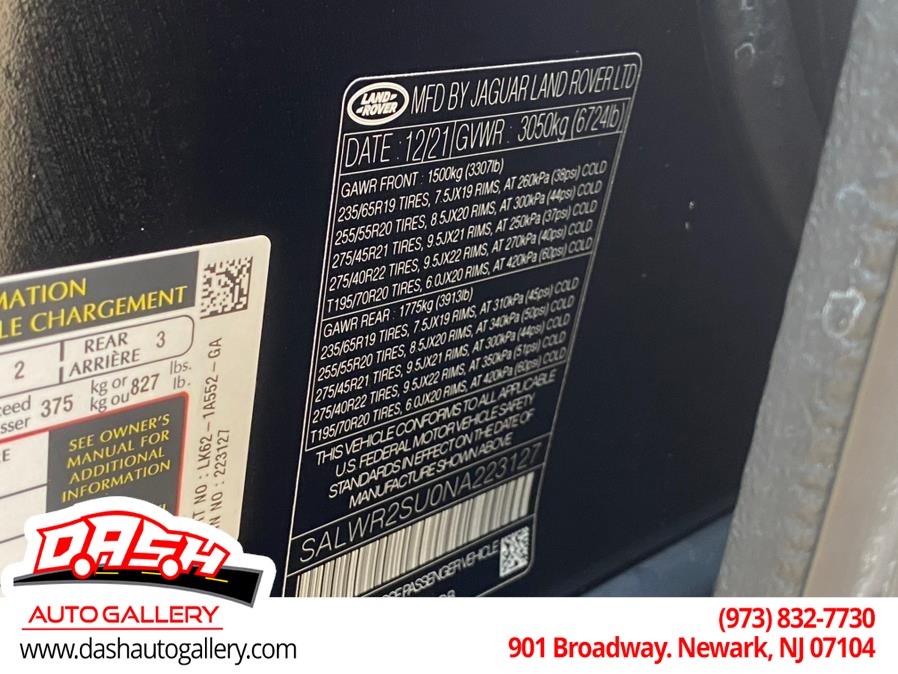 LAND ROVER
MFD BY JAGUAR LAND ROVER LTD
DATE : 12/21 GVWR : 3050kg (6724lb)
GAWR FRONT : 1500kg (3307lb)
235/65R19 TIRES, 7.5JX19 RIMS, AT 260kPa (38psi) COLD
255/55R20 TIRES, 8.5JX20 RIMS, AT 300kPa (44psi) COLD
275/45R21 TIRES, 9.5JX21 RIMS, AT 250kPa (37psi) COLD
275/40R22 TIRES, 9.5JX22 RIMS, AT 270kPa (40psi) COLD
T195/70R20 TIRES, 6.0JX20 RIMS, AT 420kPa (60psi) COLD
GAWR REAR : 1775kg (3913lb)
235/65R19 TIRES, 7.5JX19 RIMS, AT 310kPa (45psi) COLD
255/55R20 TIRES, 8.5JX20 RIMS, AT 340kPa (50psi) COLD
275/45R21 TIRES, 9.5JX21 RIMS, AT 300kPa (44psi) COLD
275/40R22 TIRES, 9.5JX22 RIMS, AT 350kPa (51psi) COLD
T195/70R20 TIRES, 6.0JX20 RIMS, AT 420kPa (60psi) COLD
THIS VEHICLE CONFORMS TO ALL APPLICABLE
U.S. FEDERAL MOTOR VEHICLE SAFETY
STANDARDS IN EFFECT ON THE DATE OF
MANUFACTURE SHOWN ABOVE
SALWR2SU0NA223127
PASSENGER VEHICLE
MATION
LE CHARGEMENT
2 REAR 3
ARRIÈRE
ceed 375 kg or 827 lbs.
sser kg ou lb.
SEE OWNER'S
MANUAL FOR
ADDITIONAL
INFORMATION
RT NO : LK62-1A552-GA
N NO : 223127
DASH
AUTO GALLERY
www.dashautogallery.com
(973) 832-7730
901 Broadway. Newark, NJ 07104